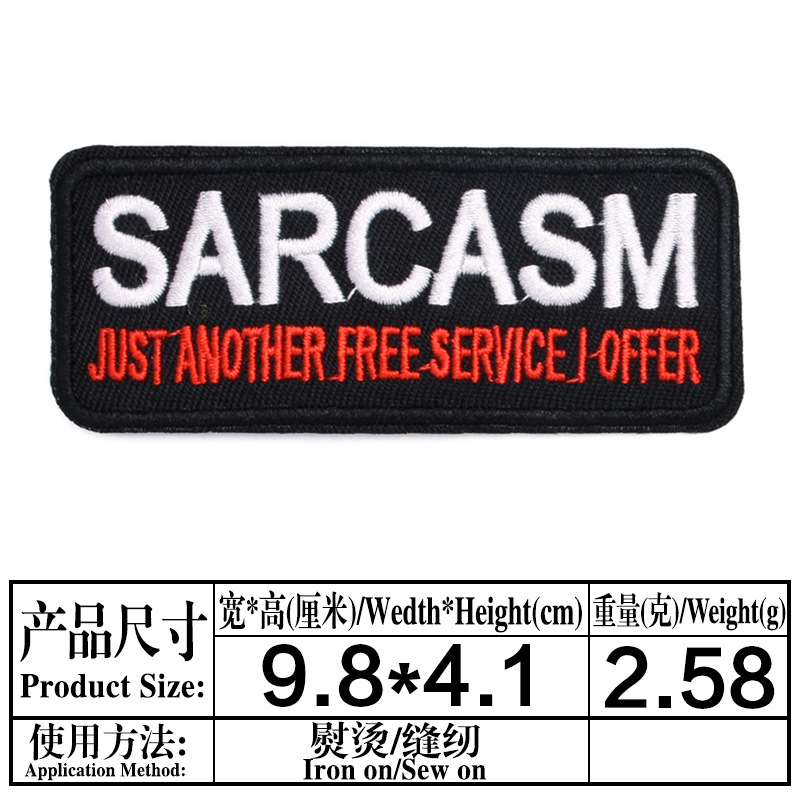 SARCASM
JUST ANOTHER FREE SERVICE I OFFER
产品尺寸
Product Size:
宽*高(厘米)/Wedth*Height(cm)
9.8*4.1
重量(克)/Weight(g)
2.58
使用方法:
Application Method:
熨烫/缝纫
Iron on/Sew on